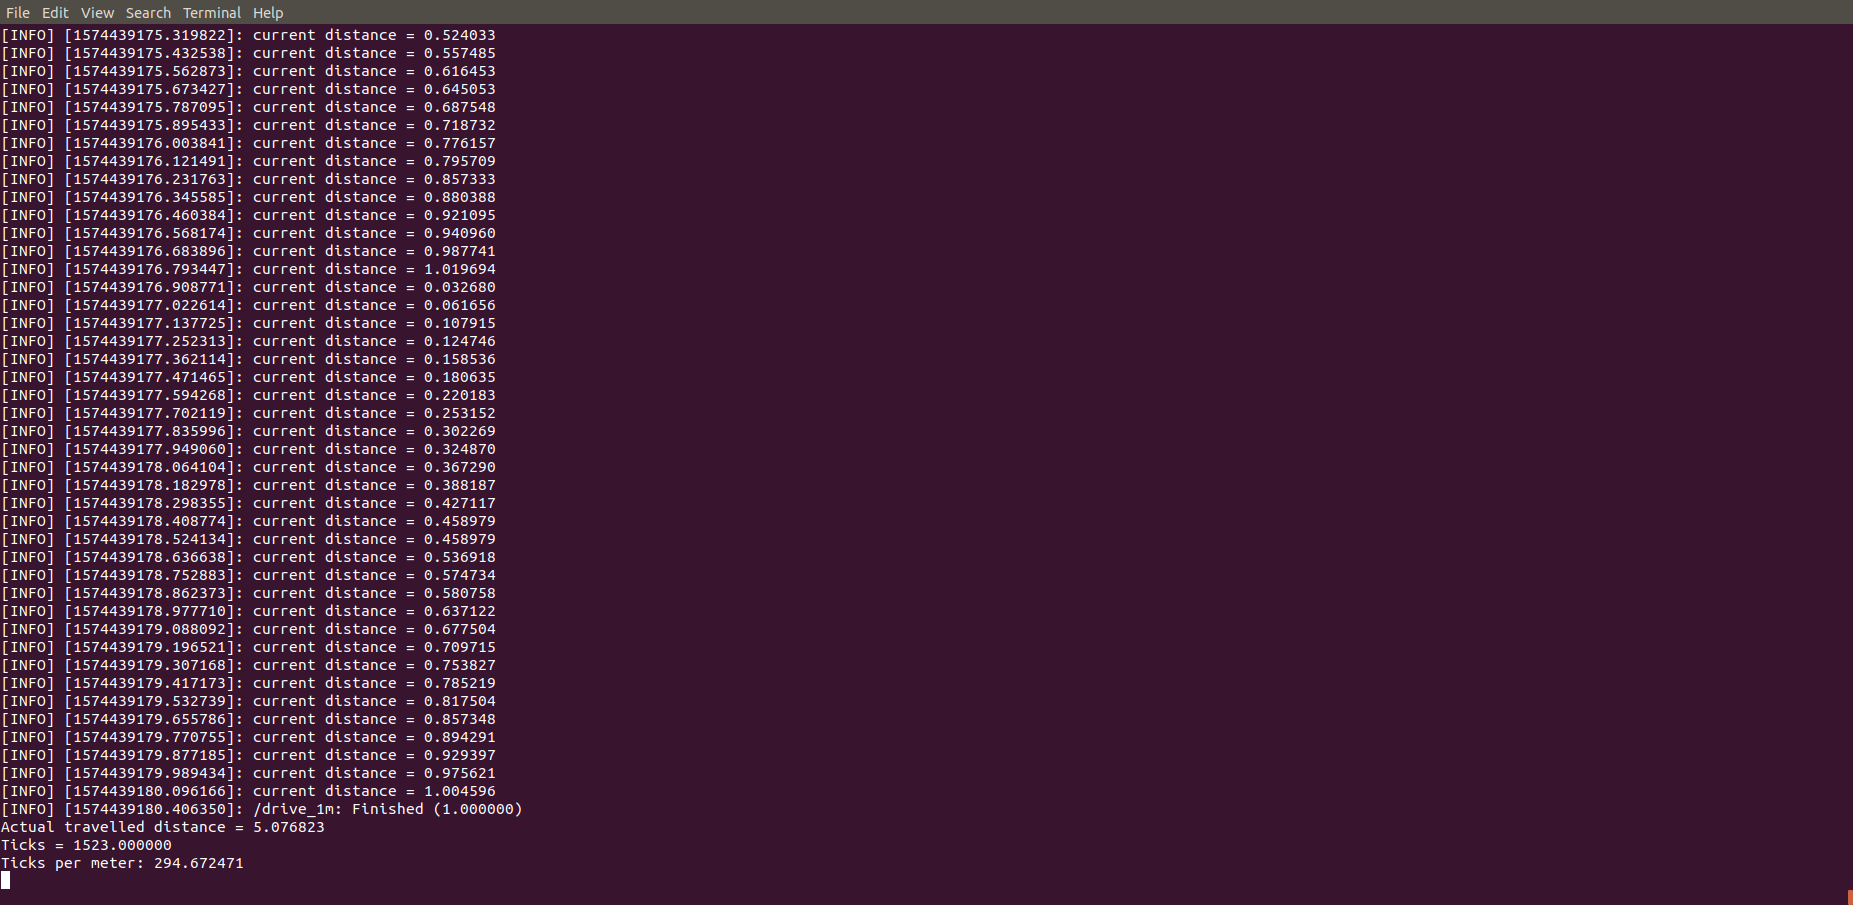 File Edit View Search Terminal Help
[INFO] [1574439175.319822]: current distance = 0.524033
[INFO] [1574439175.432538]: current distance = 0.557485
[INFO] [1574439175.562873]: current distance = 0.616453
[INFO] [1574439175.673427]: current distance = 0.645053
[INFO] [1574439175.787095]: current distance = 0.687548
[INFO] [1574439175.895433]: current distance = 0.718732
[INFO] [1574439176.003841]: current distance = 0.776157
[INFO] [1574439176.121491]: current distance = 0.795709
[INFO] [1574439176.231763]: current distance = 0.857333
[INFO] [1574439176.345585]: current distance = 0.880388
[INFO] [1574439176.460384]: current distance = 0.921095
[INFO] [1574439176.568174]: current distance = 0.940960
[INFO] [1574439176.683896]: current distance = 0.987741
[INFO] [1574439176.793447]: current distance = 1.019694
[INFO] [1574439176.908771]: current distance = 0.032680
[INFO] [1574439177.022614]: current distance = 0.061656
[INFO] [1574439177.137725]: current distance = 0.107915
[INFO] [1574439177.252313]: current distance = 0.124746
[INFO] [1574439177.362114]: current distance = 0.158536
[INFO] [1574439177.471465]: current distance = 0.180635
[INFO] [1574439177.594268]: current distance = 0.220183
[INFO] [1574439177.702119]: current distance = 0.253152
[INFO] [1574439177.835996]: current distance = 0.302269
[INFO] [1574439177.949060]: current distance = 0.324870
[INFO] [1574439178.064104]: current distance = 0.367290
[INFO] [1574439178.182978]: current distance = 0.388187
[INFO] [1574439178.298355]: current distance = 0.427117
[INFO] [1574439178.408774]: current distance = 0.458979
[INFO] [1574439178.524134]: current distance = 0.458979
[INFO] [1574439178.636638]: current distance = 0.536918
[INFO] [1574439178.752883]: current distance = 0.574734
[INFO] [1574439178.862373]: current distance = 0.580758
[INFO] [1574439178.977710]: current distance = 0.637122
[INFO] [1574439179.088092]: current distance = 0.677504
[INFO] [1574439179.196521]: current distance = 0.709715
[INFO] [1574439179.307168]: current distance = 0.753827
[INFO] [1574439179.417173]: current distance = 0.785219
[INFO] [1574439179.532739]: current distance = 0.817504
[INFO] [1574439179.655786]: current distance = 0.857348
[INFO] [1574439179.770755]: current distance = 0.894291
[INFO] [1574439179.877185]: current distance = 0.929397
[INFO] [1574439179.989434]: current distance = 0.975621
[INFO] [1574439180.096166]: current distance = 1.004596
[INFO] [1574439180.406350]: /drive_1m: Finished (1.000000)
Actual travelled distance = 5.076823
Ticks = 1523.000000
Ticks per meter: 294.672471